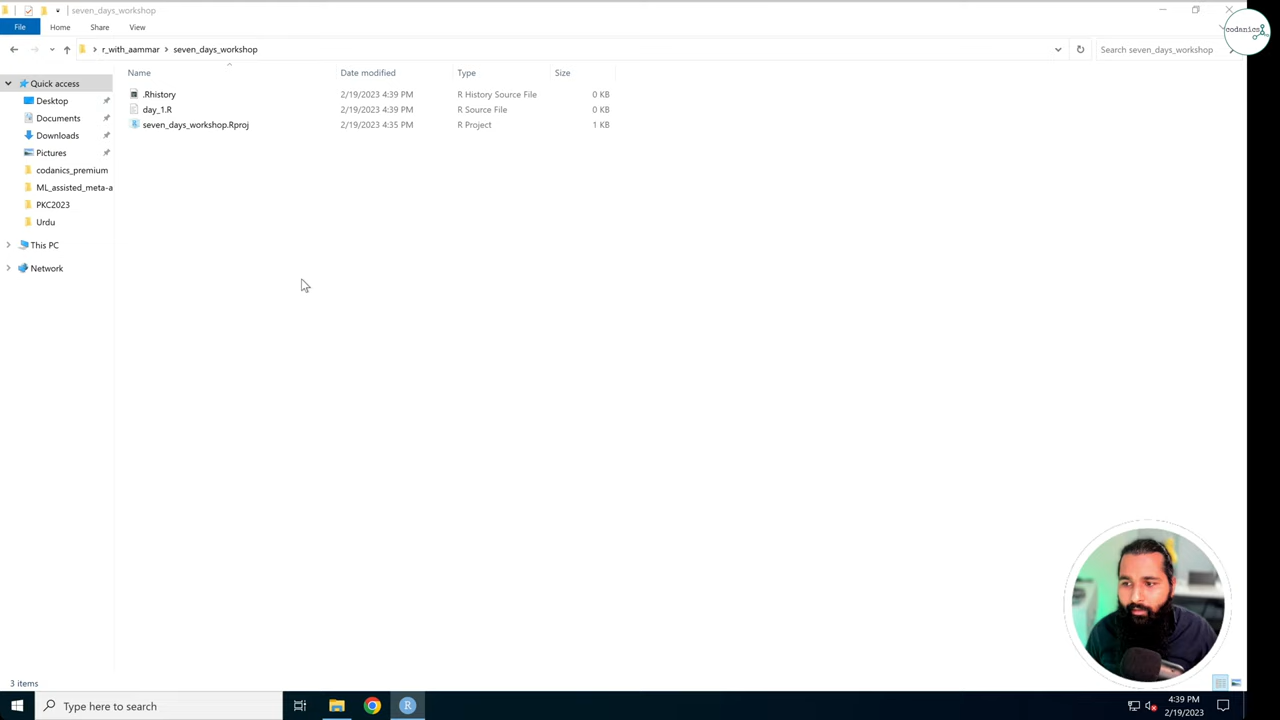 seven_days_workshop
File Home Share View
r_with_aammar seven_days_workshop Search seven_days_workshop
codanics
Name Date modified Type Size
Quick access
.Rhistory 2/19/2023 4:39 PM R History Source File 0 KB
Desktop
day_1.R 2/19/2023 4:39 PM R Source File 0 KB
Documents
seven_days_workshop.Rproj 2/19/2023 4:35 PM R Project 1 KB
Downloads
Pictures
codanics_premium
ML_assisted_meta-a
PKC2023
Urdu
This PC
Network
3 items
Type here to search
R
4:39 PM
2/19/2023